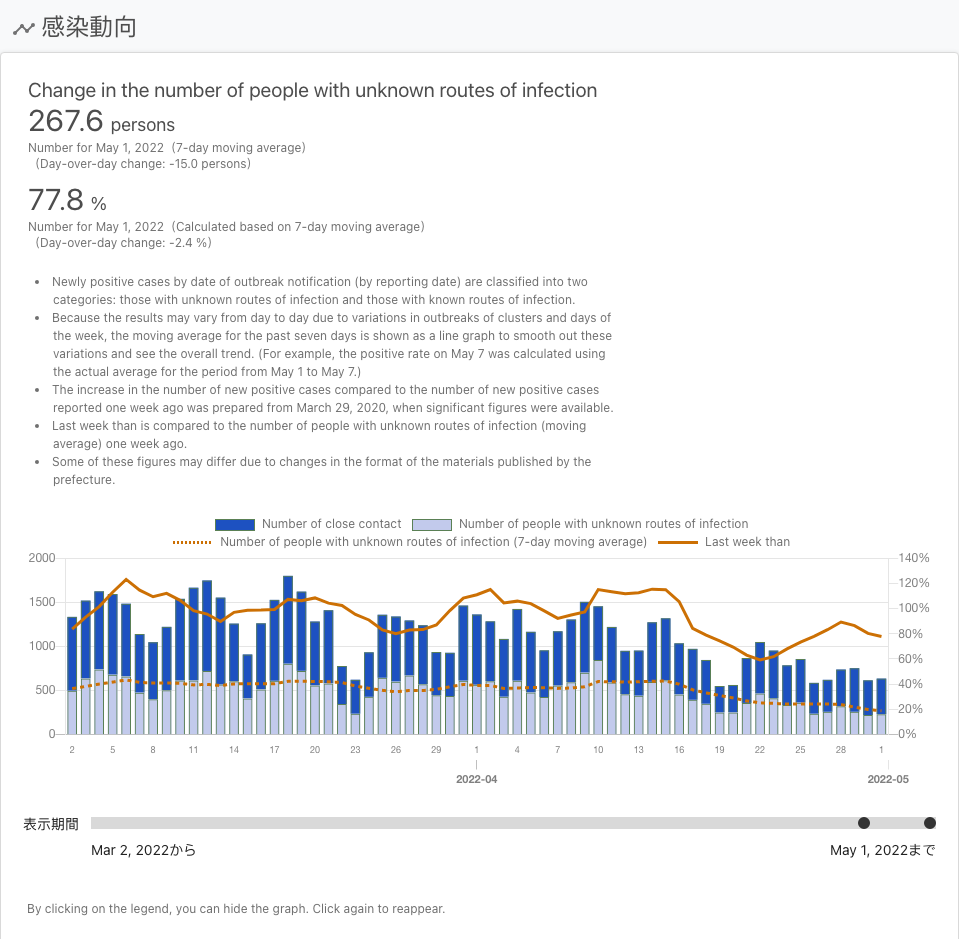 感染動向
Change in the number of people with unknown routes of infection
267.6 persons
Number for May 1, 2022 (7-day moving average)
(Day-over-day change: -15.0 persons)
77.8 %
Number for May 1, 2022 (Calculated based on 7-day moving average)
(Day-over-day change: -2.4 %)
• Newly positive cases by date of outbreak notification (by reporting date) are classified into two
categories: those with unknown routes of infection and those with known routes of infection.
• Because the results may vary from day to day due to variations in outbreaks of clusters and days of
the week, the moving average for the past seven days is shown as a line graph to smooth out these
variations and see the overall trend. (For example, the positive rate on May 7 was calculated using
the actual average for the period from May 1 to May 7.)
• The increase in the number of new positive cases compared to the number of new positive cases
reported one week ago was prepared from March 29, 2020, when significant figures were available.
• Last week than is compared to the number of people with unknown routes of infection (moving
average) one week ago.
• Some of these figures may differ due to changes in the format of the materials published by the
prefecture.
Number of close contact Number of people with unknown routes of infection
Number of people with unknown routes of infection (7-day moving average) Last week than
2000 140%
120%
1500 100%
1000 80%
60%
500 40%
20%
0 0%
2 5 8 11 14 17 20 23 26 29 1 4 7 10 13 16 19 22 25 28 1
2022-04 2022-05
表示期間
Mar 2, 2022から May 1, 2022まで
By clicking on the legend, you can hide the graph. Click again to reappear.